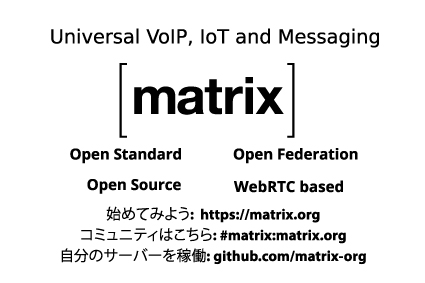 Universal VoIP, IoT and Messaging
[matrix]
Open Standard Open Federation
Open Source WebRTC based
始めてみよう: https://matrix.org
コミュニティはこちら: #matrix:matrix.org
自分のサーバーを稼働: github.com/matrix-org